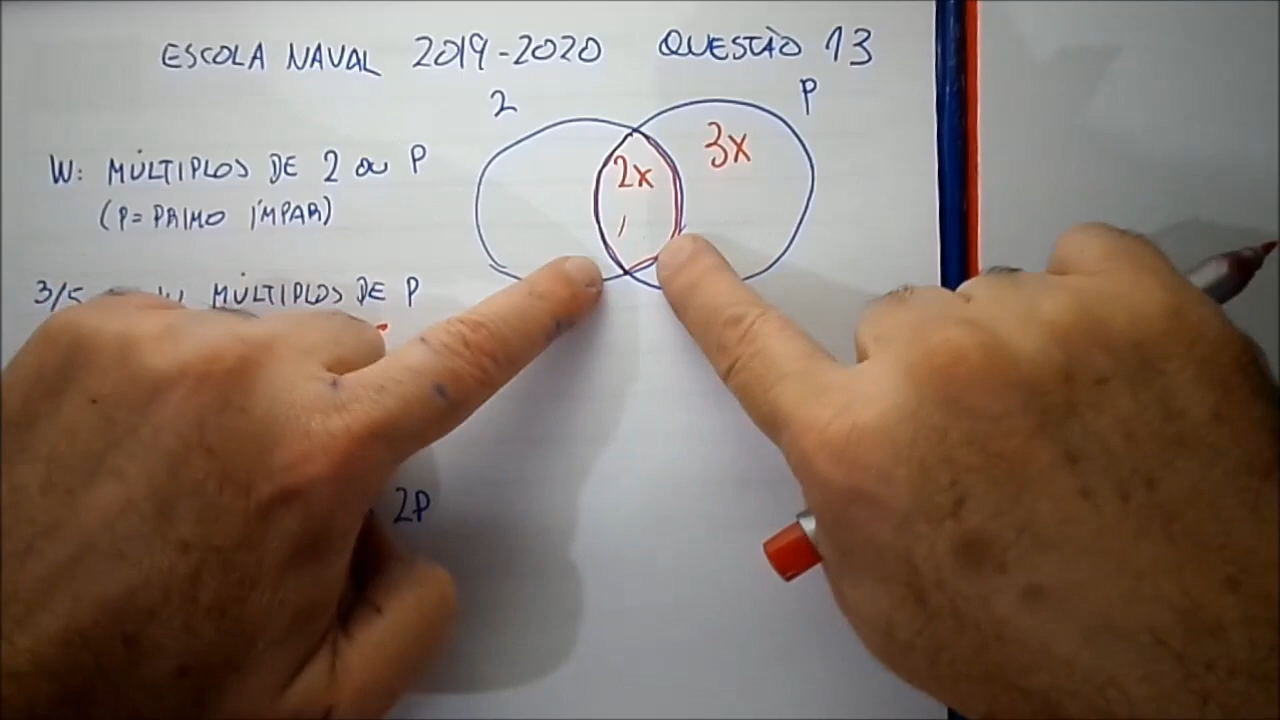 ESCOLA NAVAL 2019-2020 QUESTÃO 13
2 P
W: MÚLTIPLOS DE 2 OU P
(P = PRIMO ÍMPAR)
2x 3x
3/5 MÚLTIPLOS DE P
2P